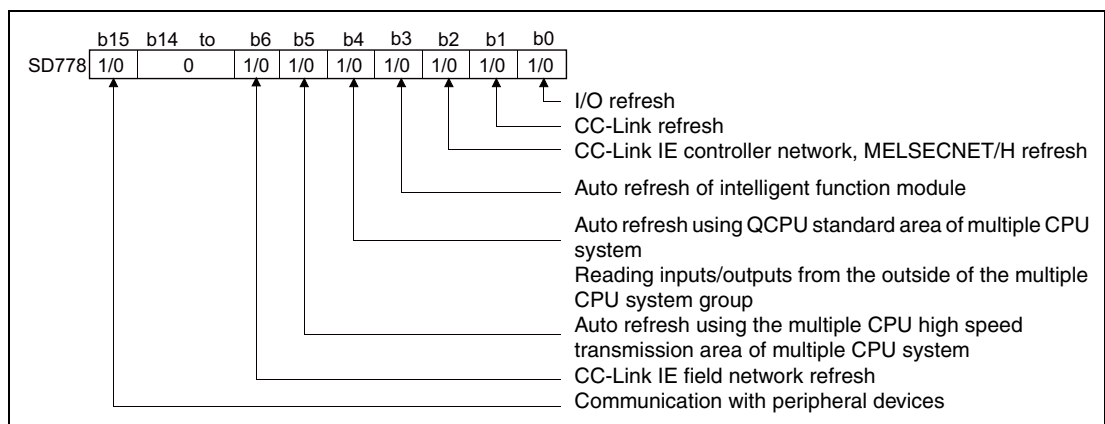 b15 b14 to b6 b5 b4 b3 b2 b1 b0
SD778 1/0 0 1/0 1/0 1/0 1/0 1/0 1/0 1/0
I/O refresh
CC-Link refresh
CC-Link IE controller network, MELSECNET/H refresh
Auto refresh of intelligent function module
Auto refresh using QCPU standard area of multiple CPU
system
Reading inputs/outputs from the outside of the multiple
CPU system group
Auto refresh using the multiple CPU high speed
transmission area of multiple CPU system
CC-Link IE field network refresh
Communication with peripheral devices